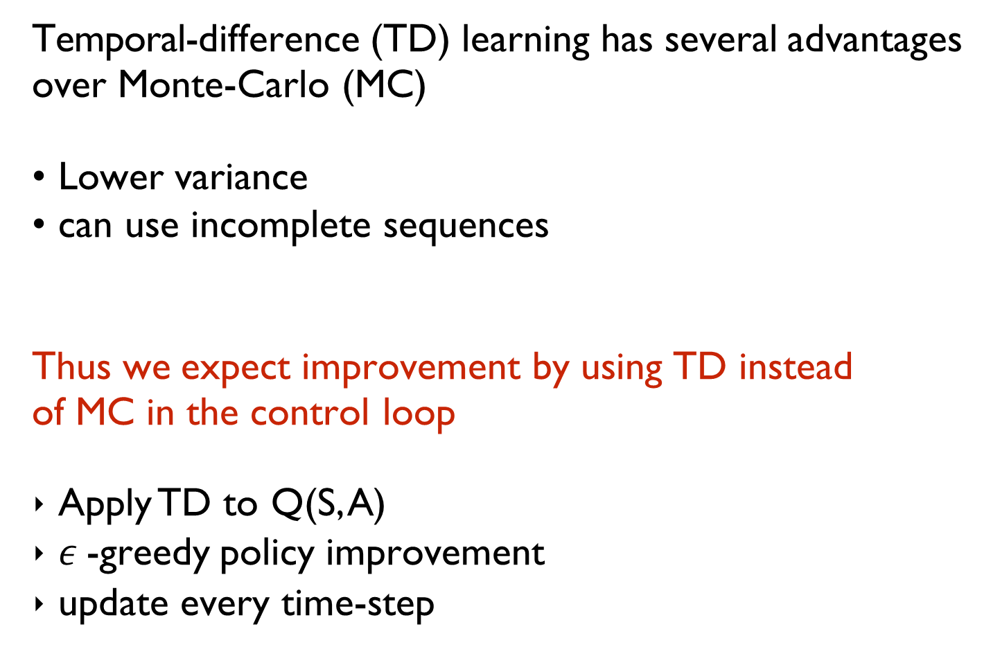 Temporal-difference (TD) learning has several advantages
over Monte-Carlo (MC)
• Lower variance
• can use incomplete sequences
Thus we expect improvement by using TD instead
of MC in the control loop
‣ Apply TD to Q(S, A)
‣ ϵ -greedy policy improvement
‣ update every time-step